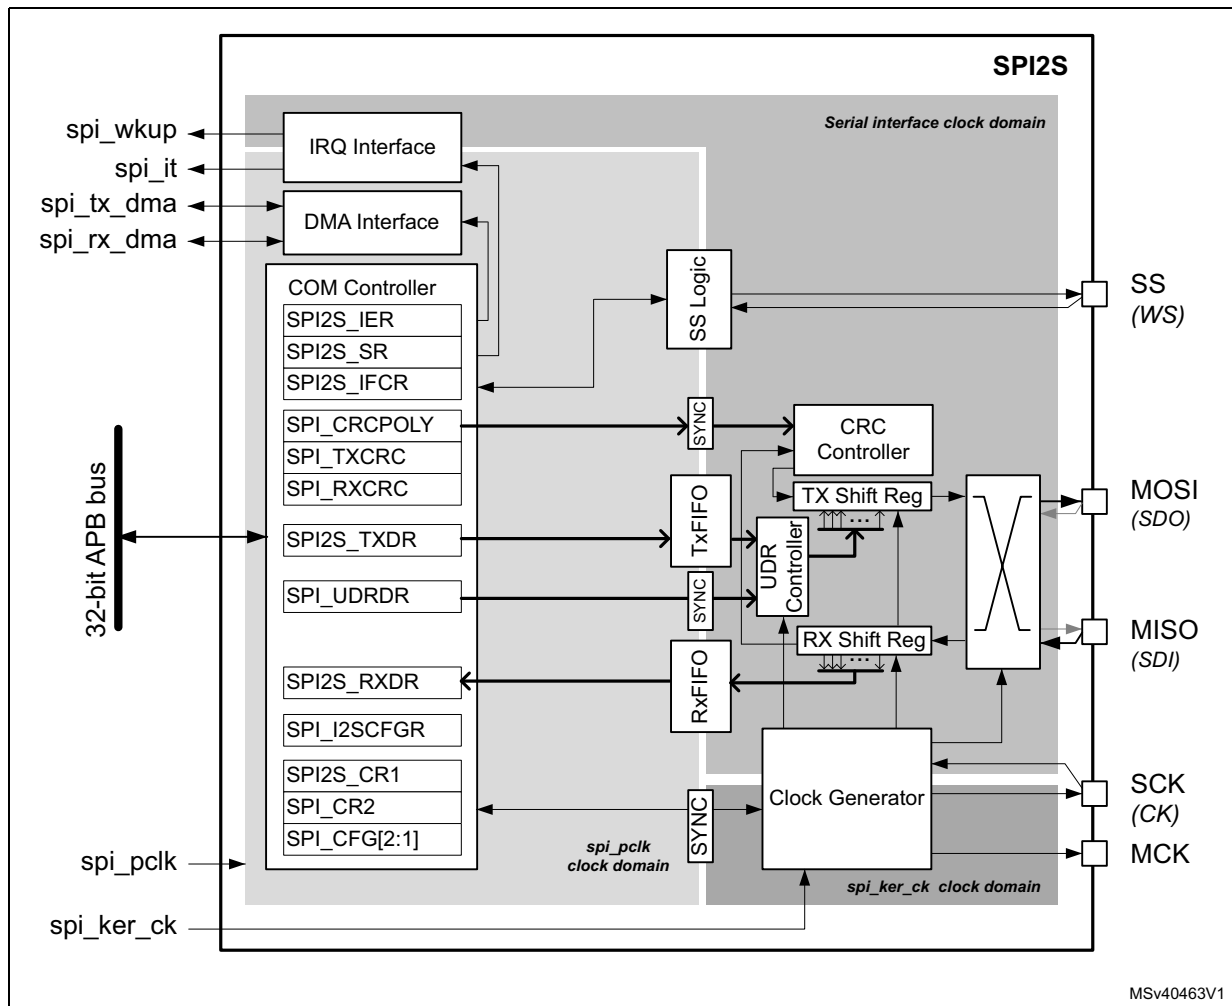 SPI2S
Serial interface clock domain
spi_wkup
spi_it
spi_tx_dma
spi_rx_dma
IRQ Interface
DMA Interface
COM Controller
SPI2S_IER
SPI2S_SR
SPI2S_IFCR
SPI_CRCPOLY
SPI_TXCRC
SPI_RXCRC
SPI2S_TXDR
SPI_UDRDR
SPI2S_RXDR
SPI_I2SCFGR
SPI2S_CR1
SPI_CR2
SPI_CFG[2:1]
32-bit APB bus
spi_pclk
spi_ker_ck
SS Logic
SYNC
TxFIFO
SYNC
RxFIFO
SYNC
spi_pclk
clock domain
CRC
Controller
TX Shift Reg
...
UDR
Controller
RX Shift Reg
...
Clock Generator
spi_ker_ck clock domain
SS
(WS)
MOSI
(SDO)
MISO
(SDI)
SCK
(CK)
MCK
MSv40463V1